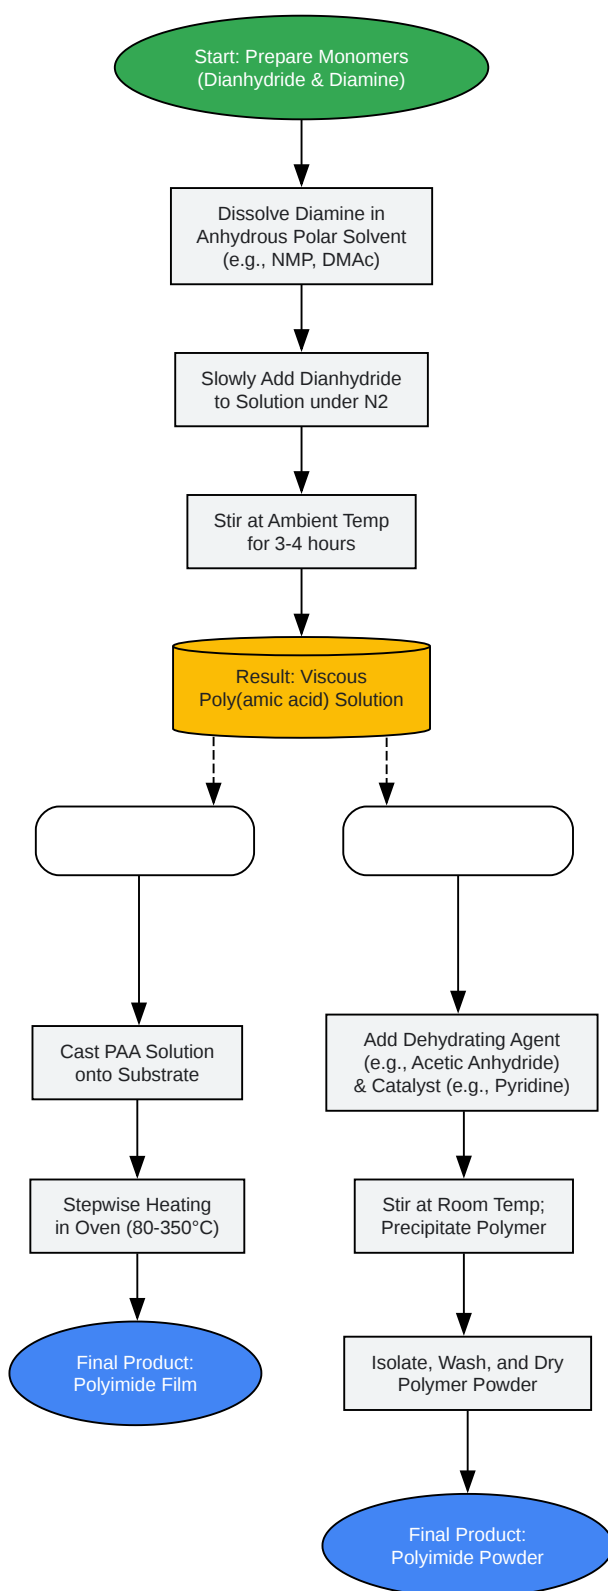 Start: Prepare Monomers
(Dianhydride & Diamine)
Dissolve Diamine in
Anhydrous Polar Solvent
(e.g., NMP, DMAc)
Slowly Add Dianhydride
to Solution under N2
Stir at Ambient Temp
for 3-4 hours
Result: Viscous
Poly(amic acid) Solution
Cast PAA Solution
onto Substrate
Stepwise Heating
in Oven (80-350°C)
Final Product:
Polyimide Film
Add Dehydrating Agent
(e.g., Acetic Anhydride)
& Catalyst (e.g., Pyridine)
Stir at Room Temp;
Precipitate Polymer
Isolate, Wash, and Dry
Polymer Powder
Final Product:
Polyimide Powder